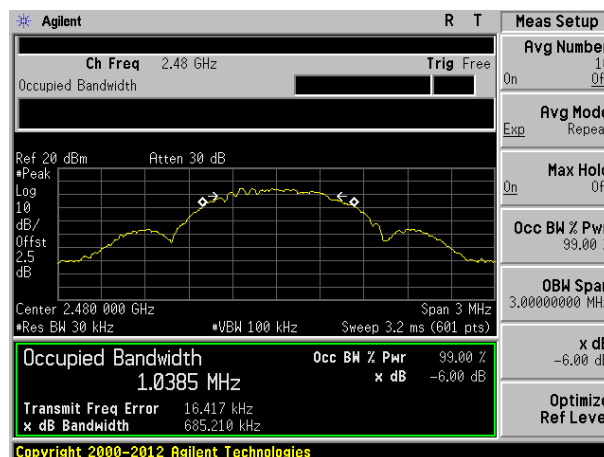 Agilent R T
Ch Freq 2.48 GHz Trig Free
Occupied Bandwidth
Ref 20 dBm Atten 30 dB
#Peak
Log
10
dB/
Offst
2.5
dB
Center 2.480 000 GHz Span 3 MHz
#Res BW 30 kHz #VBW 100 kHz Sweep 3.2 ms (601 pts)
Occupied Bandwidth Occ BW % Pwr 99.00 %
1.0385 MHz x dB -6.00 dB
Transmit Freq Error 16.417 kHz
x dB Bandwidth 685.210 kHz
Copyright 2000-2012 Agilent Technologies
Meas Setup
Avg Number
10
On Of
Avg Mode
Exp Repea
Max Hold
On Of
Occ BW % Pwr
99.00
OBW Span
3.00000000 MH
x dB
-6.00 dB
Optimize
Ref Leve